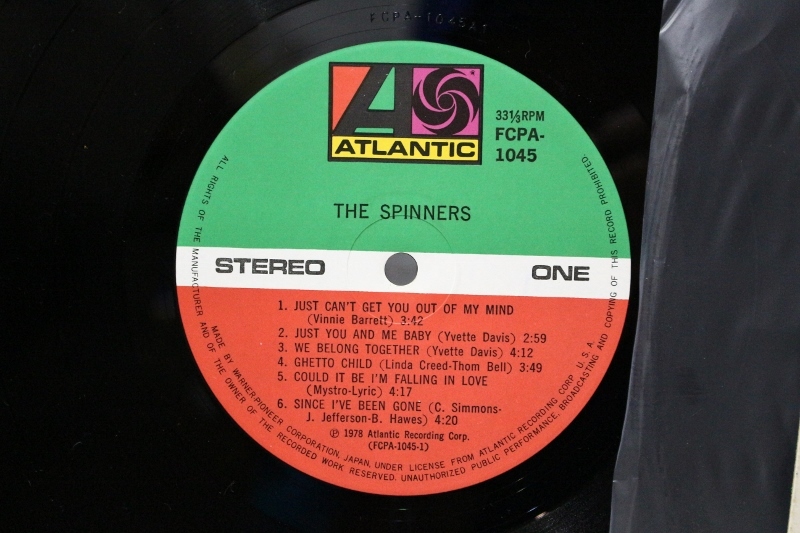 FCPA-1045A1
ATLANTIC
33⅓RPM
FCPA-
1045
THE SPINNERS
STEREO
ONE
1. JUST CAN'T GET YOU OUT OF MY MIND
(Vinnie Barrett) 3:42
2. JUST YOU AND ME BABY (Yvette Davis) 2:59
3. WE BELONG TOGETHER (Yvette Davis) 4:12
4. GHETTO CHILD (Linda Creed-Thom Bell) 3:49
5. COULD IT BE I'M FALLING IN LOVE
(Mystro-Lyric) 4:17
6. SINCE I'VE BEEN GONE (C. Simmons-
J. Jefferson-B. Hawes) 4:20
℗ 1978 Atlantic Recording Corp.
(FCPA-1045-1)
MADE BY WARNER-PIONEER CORPORATION, JAPAN, UNDER LICENSE FROM ATLANTIC RECORDING CORP., U.S.A.
ALL RIGHTS OF THE MANUFACTURER AND OF THE OWNER OF THE RECORDED WORK RESERVED. UNAUTHORIZED PUBLIC PERFORMANCE, BROADCASTING AND COPYING OF THIS RECORD PROHIBITED.